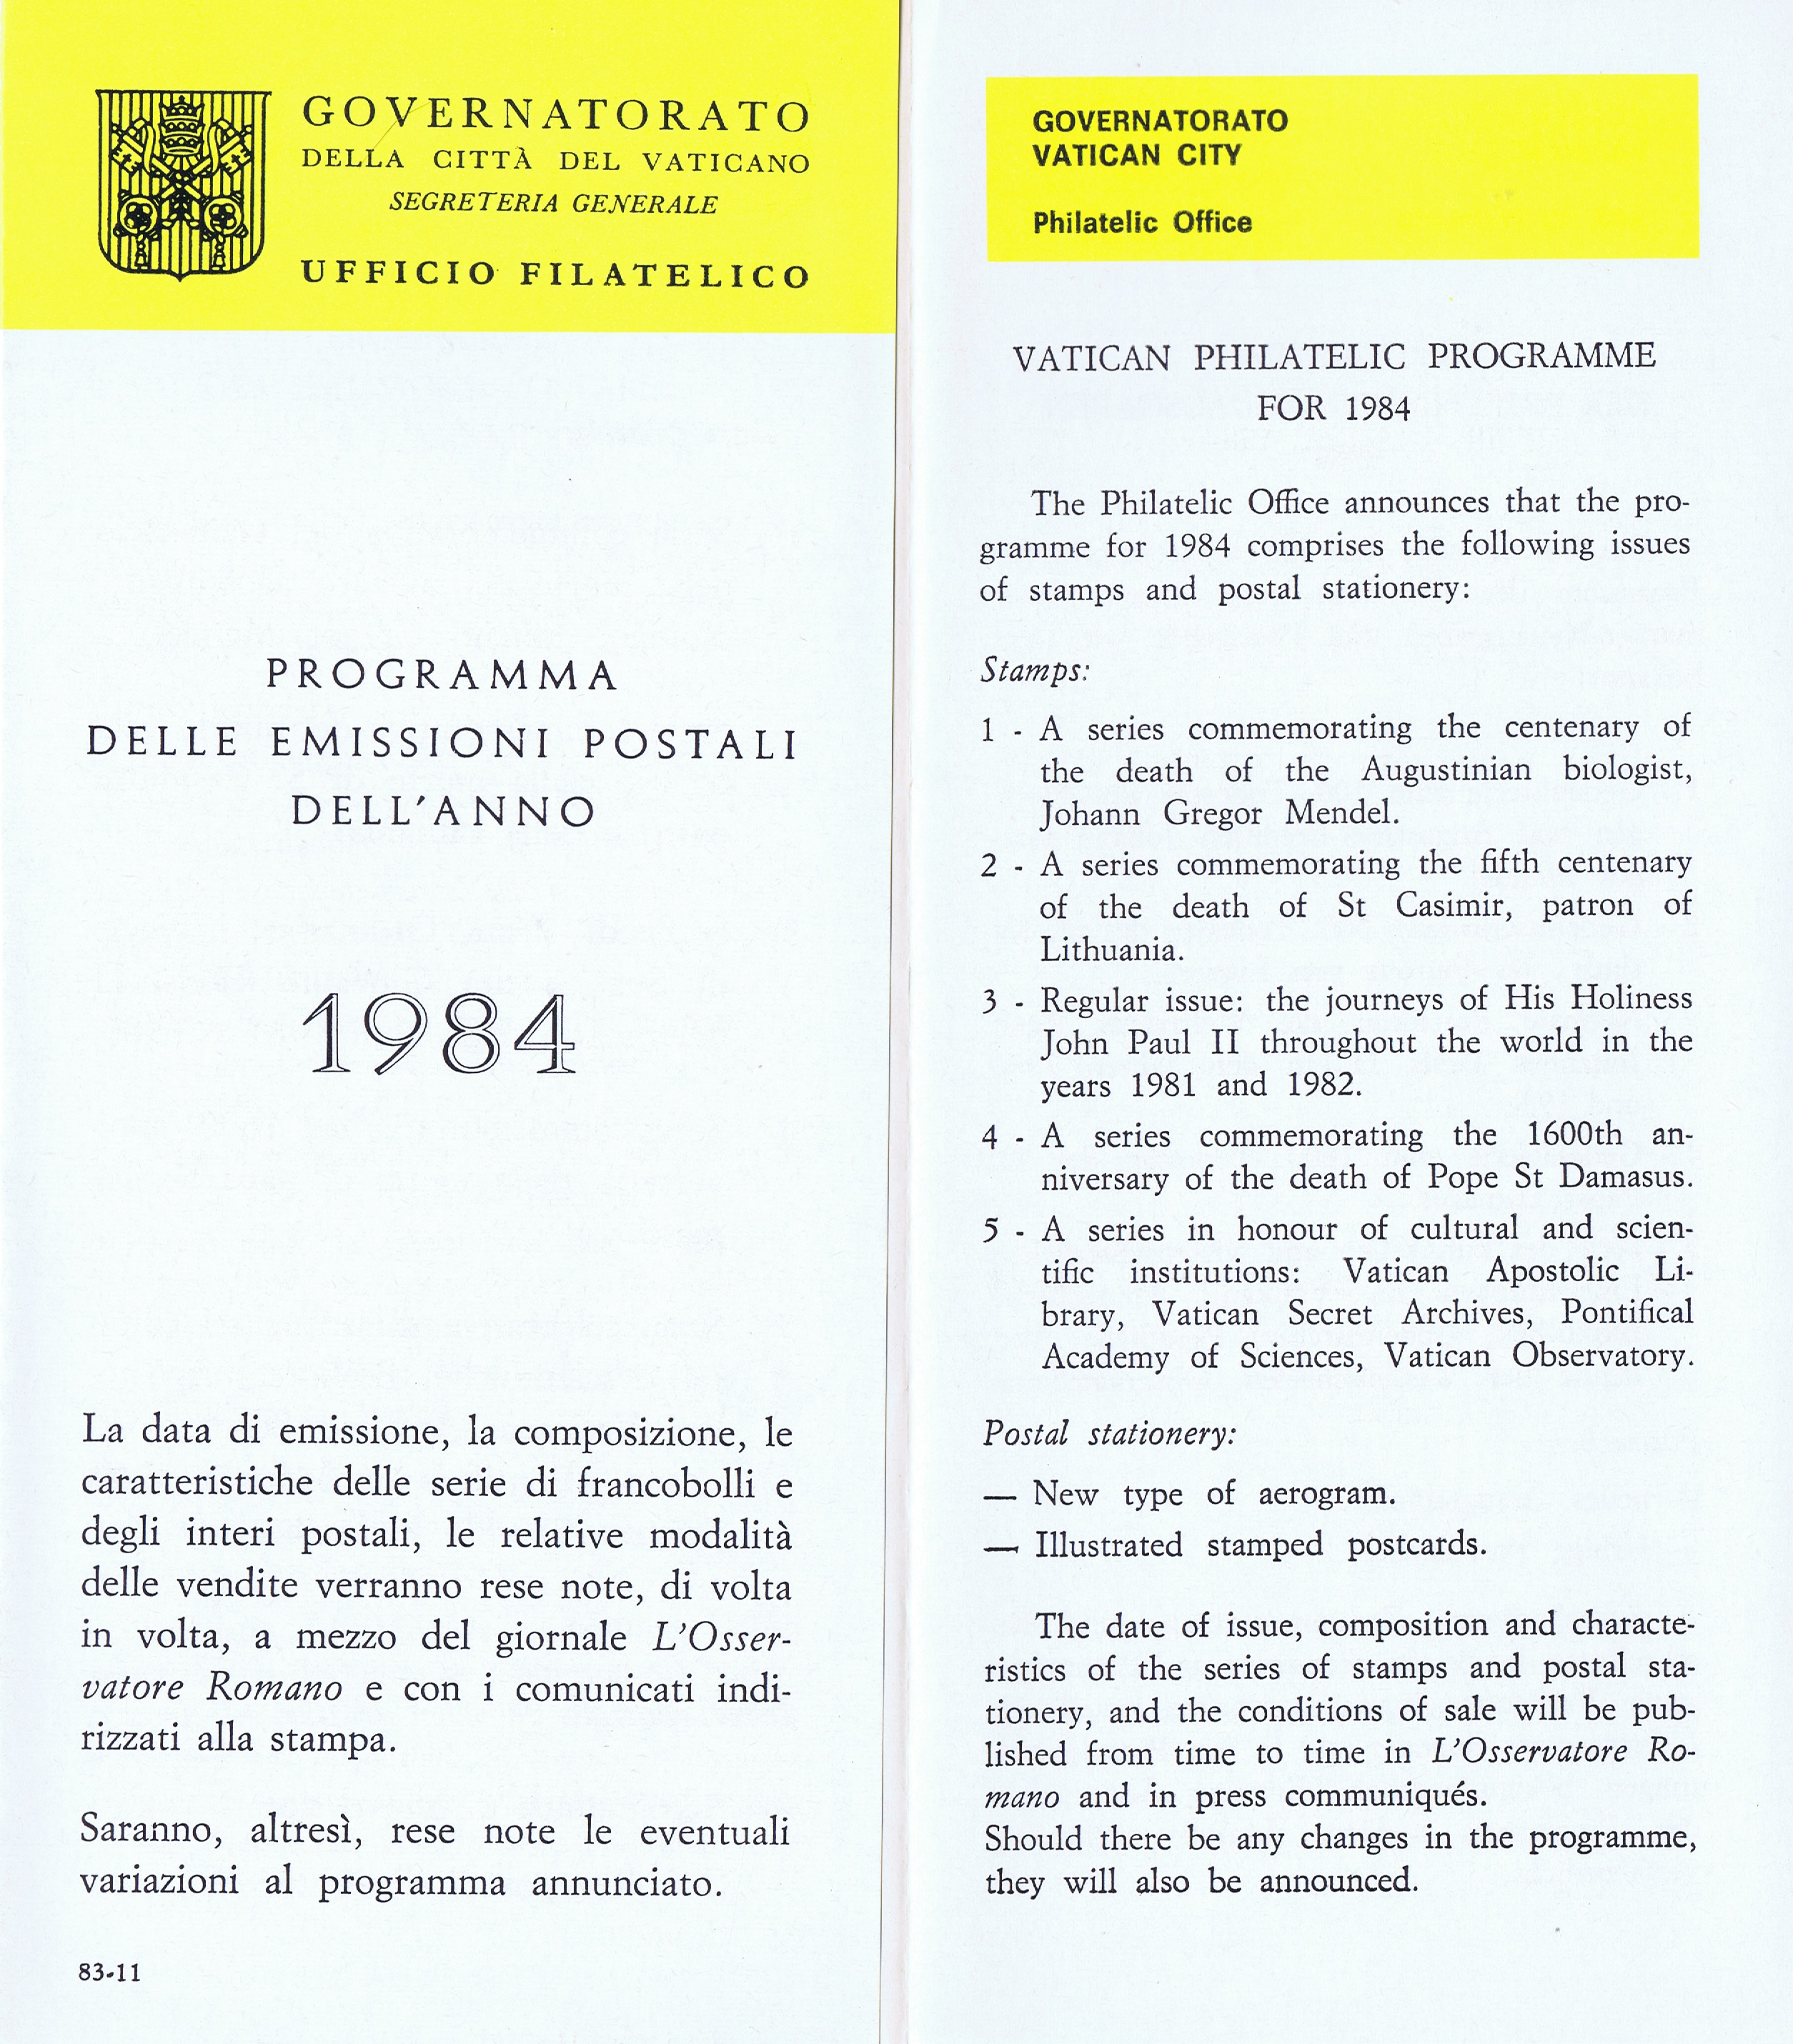 GOVERNATORATO
DELLA CITTÀ DEL VATICANO
SEGRETERIA GENERALE
UFFICIO FILATELICO
PROGRAMMA
DELLE EMISSIONI POSTALI
DELL'ANNO
1984
La data di emissione, la composizione, le
caratteristiche delle serie di francobolli e
degli interi postali, le relative modalità
delle vendite verranno rese note, di volta
in volta, a mezzo del giornale L'Osser-
vatore Romano e con i comunicati indi-
rizzati alla stampa.
Saranno, altresì, rese note le eventuali
variazioni al programma annunciato.
83-11
GOVERNATORATO
VATICAN CITY
Philatelic Office
VATICAN PHILATELIC PROGRAMME
FOR 1984
The Philatelic Office announces that the pro-
gramme for 1984 comprises the following issues
of stamps and postal stationery:
Stamps:
1 - A series commemorating the centenary of
the death of the Augustinian biologist,
Johann Gregor Mendel.
2 - A series commemorating the fifth centenary
of the death of St Casimir, patron of
Lithuania.
3 - Regular issue: the journeys of His Holiness
John Paul II throughout the world in the
years 1981 and 1982.
4 - A series commemorating the 1600th an-
niversary of the death of Pope St Damasus.
5 - A series in honour of cultural and scien-
tific institutions: Vatican Apostolic Li-
brary, Vatican Secret Archives, Pontifical
Academy of Sciences, Vatican Observatory.
Postal stationery:
— New type of aerogram.
— Illustrated stamped postcards.
The date of issue, composition and characte-
ristics of the series of stamps and postal sta-
tionery, and the conditions of sale will be pub-
lished from time to time in L'Osservatore Ro-
mano and in press communiqués.
Should there be any changes in the programme,
they will also be announced.